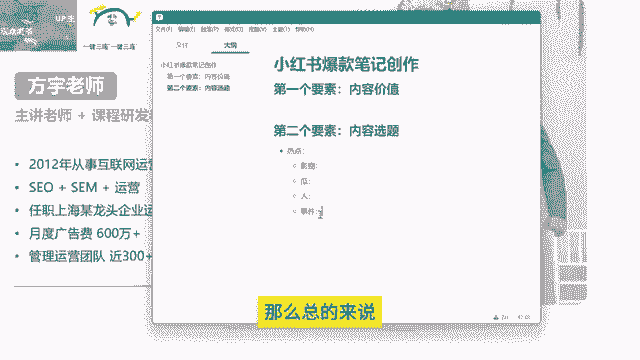 UP主
一键三连 一键三连
方宇老师
主讲老师 + 课程研发
• 2012年从事互联网运营
• SEO + SEM + 运营
• 任职上海某龙头企业运
• 月度广告费 600万+
• 管理运营团队 近300+
文件(F) 编辑(E) 段落(P) 格式(O) 主题(T) 帮助(H)
文件 大纲
小红书爆款笔记创作
第一个要素：内容价值
第二个要素：内容选题
小红书爆款笔记创作
第一个要素：内容价值
第二个要素：内容选题
• 热点：
人：
事件：
那么总的来说